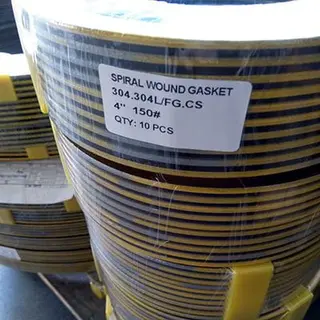 SPIRAL WOUND GASKET
304.304L/FG.CS
4" 150#
QTY: 10 PCS